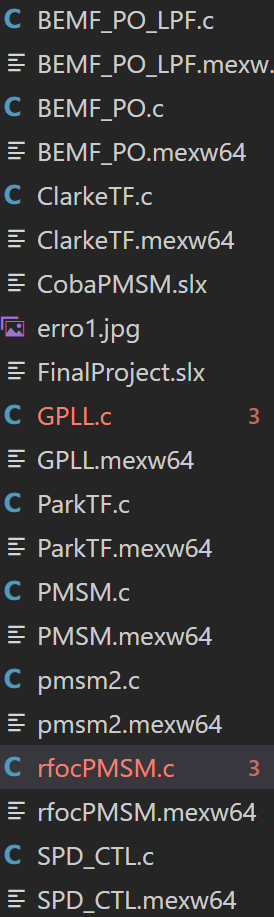 C BEMF_PO_LPF.c
BEMF_PO_LPF.mexw.
C BEMF_PO.c
BEMF_PO.mexw64
C ClarkeTF.c
ClarkeTF.mexw64
CobaPMSM.slx
erro1.jpg
FinalProject.slx
C GPLL.c 3
GPLL.mexw64
C ParkTF.c
ParkTF.mexw64
C PMSM.c
PMSM.mexw64
C pmsm2.c
pmsm2.mexw64
C rfocPMSM.c 3
rfocPMSM.mexw64
C SPD_CTL.c
SPD_CTL.mexw64